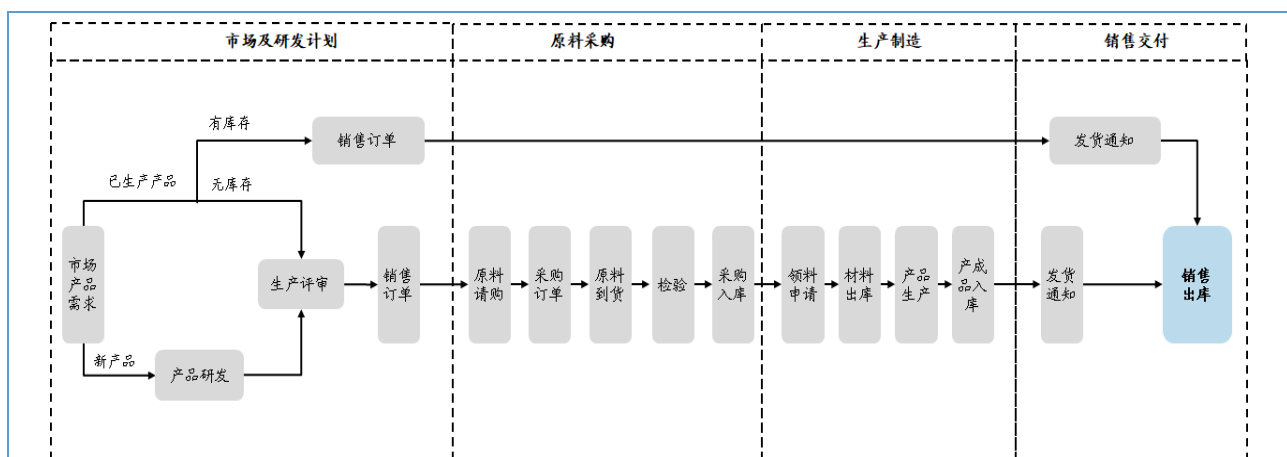 市场及研发计划
原料采购
生产制造
销售交付
有库存
销售订单
发货通知
已生产产品
无库存
市场
产品
需求
生产评审
销售
订单
原料
请购
采购
订单
原料
到货
检验
采购
入库
领料
申请
材料
出库
产品
生产
产成
品入
库
发货
通知
销售
出库
新产品
产品研发